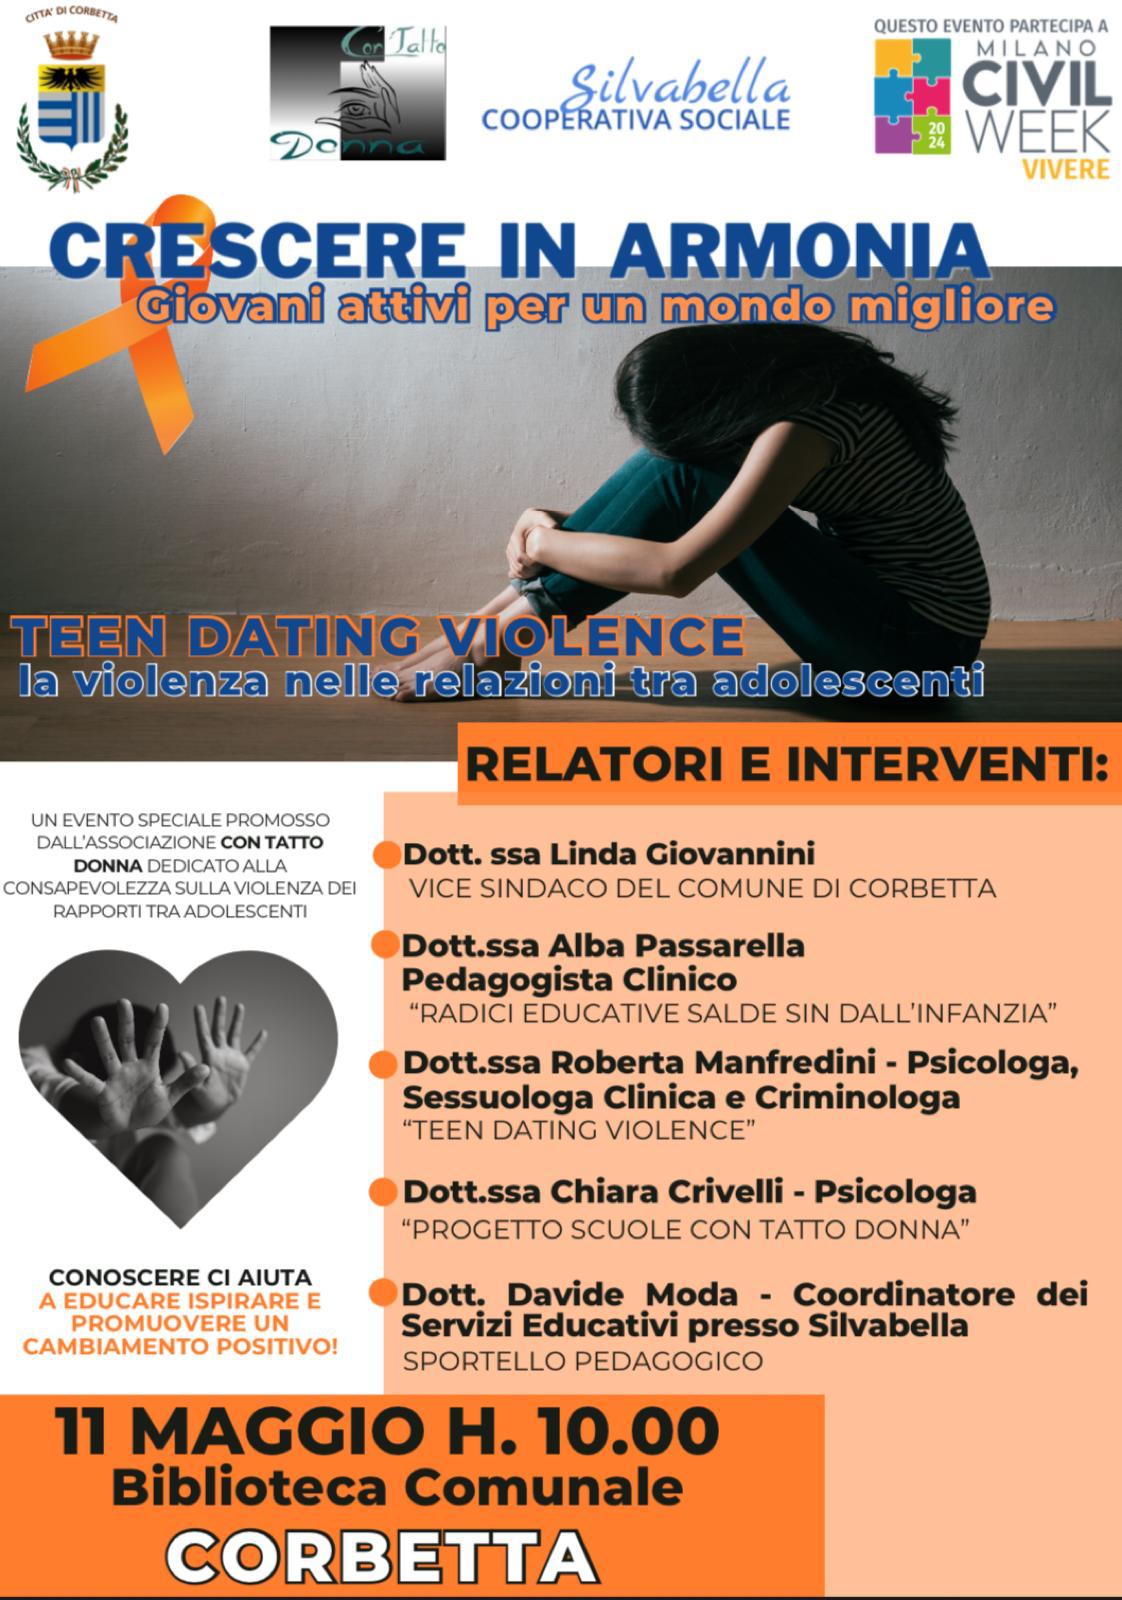 CITTA' DI CORBETTA
Con Tatto
Donna
Silvabella
COOPERATIVA SOCIALE
QUESTO EVENTO PARTECIPA A
MILANO
CIVIL
WEEK
20
24
VIVERE
CRESCERE IN ARMONIA
Giovani attivi per un mondo migliore
TEEN DATING VIOLENCE
la violenza nelle relazioni tra adolescenti
RELATORI E INTERVENTI:
UN EVENTO SPECIALE PROMOSSO
DALL'ASSOCIAZIONE CON TATTO
DONNA DEDICATO ALLA
CONSAPEVOLEZZA SULLA VIOLENZA DEI
RAPPORTI TRA ADOLESCENTI
CONOSCERE CI AIUTA
A EDUCARE ISPIRARE E
PROMUOVERE UN
CAMBIAMENTO POSITIVO!
Dott. ssa Linda Giovannini
VICE SINDACO DEL COMUNE DI CORBETTA
Dott.ssa Alba Passarella
Pedagogista Clinico
“RADICI EDUCATIVE SALDE SIN DALL'INFANZIA”
Dott.ssa Roberta Manfredini - Psicologa,
Sessuologa Clinica e Criminologa
“TEEN DATING VIOLENCE”
Dott.ssa Chiara Crivelli - Psicologa
“PROGETTO SCUOLE CON TATTO DONNA”
Dott. Davide Moda - Coordinatore dei
Servizi Educativi presso Silvabella
SPORTELLO PEDAGOGICO
11 MAGGIO H. 10.00
Biblioteca Comunale
CORBETTA